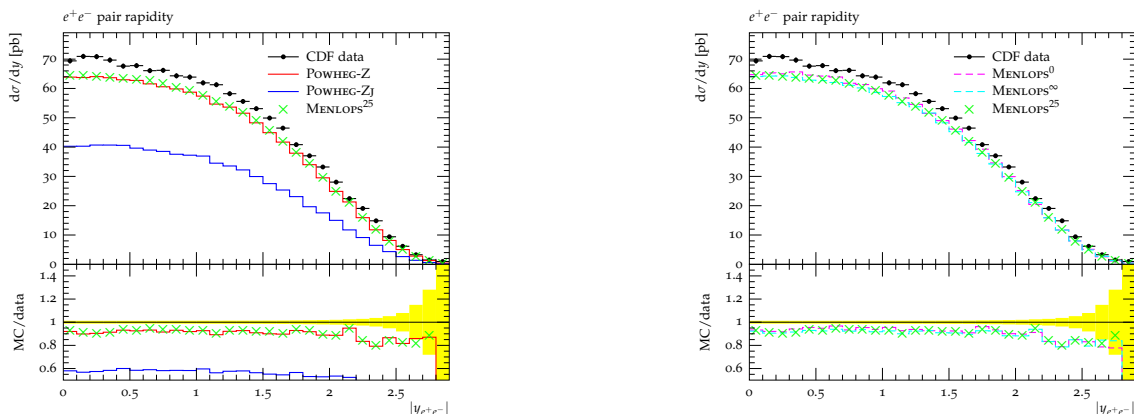 e⁺e⁻ pair rapidity
dσ/dy [pb]
70
60
50
40
30
20
10
0
CDF data
POWHEG-Z
POWHEG-ZJ
MENLOPS²⁵
MC/data
1.4
1.2
1
0.8
0.6
0 0.5 1 1.5 2 2.5
|y_{e⁺e⁻}|
e⁺e⁻ pair rapidity
dσ/dy [pb]
70
60
50
40
30
20
10
0
CDF data
MENLOPS⁰
MENLOPS^∞
MENLOPS²⁵
MC/data
1.4
1.2
1
0.8
0.6
0 0.5 1 1.5 2 2.5
|y_{e⁺e⁻}|